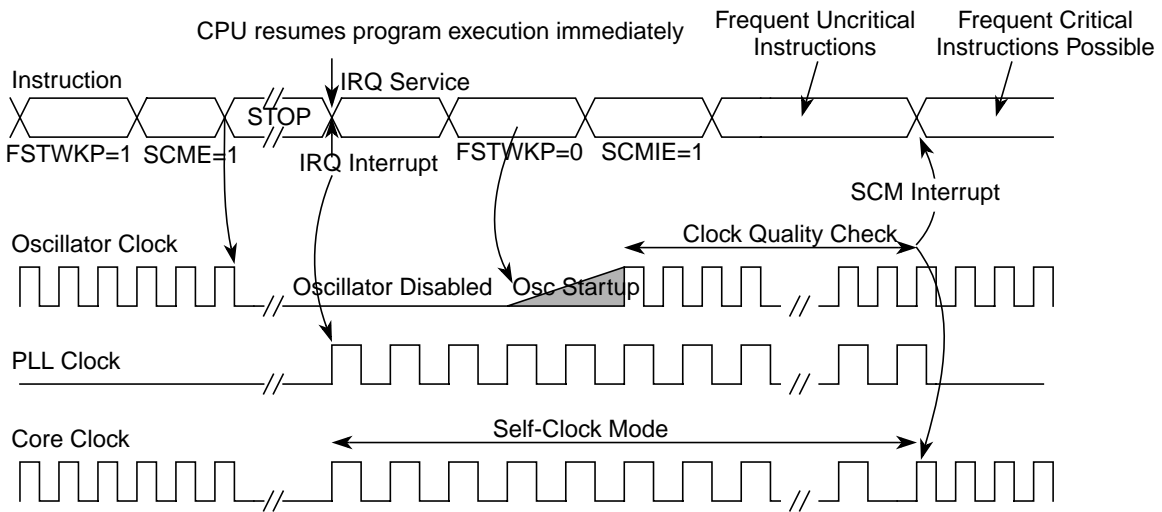 CPU resumes program execution immediately
Frequent Uncritical
Instructions
Frequent Critical
Instructions Possible
Instruction
STOP
IRQ Service
FSTWKP=1
SCME=1
IRQ Interrupt
FSTWKP=0
SCMIE=1
SCM Interrupt
Oscillator Clock
Clock Quality Check
Oscillator Disabled
Osc Startup
PLL Clock
Core Clock
Self-Clock Mode